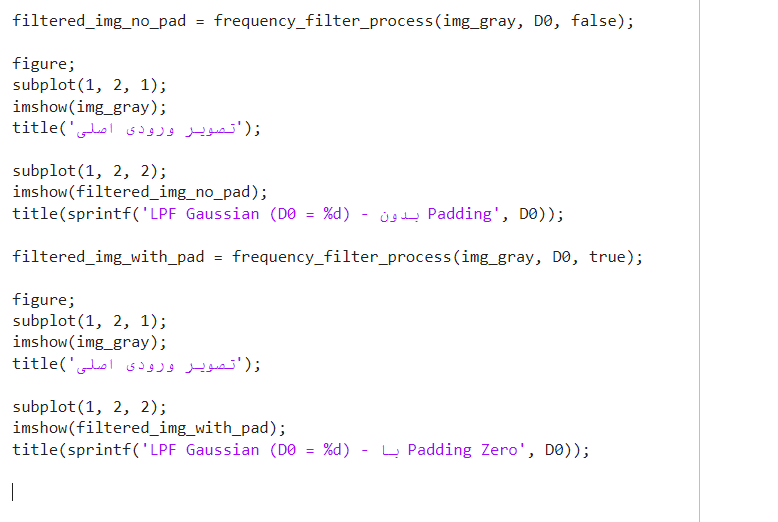 filtered_img_no_pad = frequency_filter_process(img_gray, D0, false);
figure;
subplot(1, 2, 1);
imshow(img_gray);
title('تصویر ورودی اصلی');
subplot(1, 2, 2);
imshow(filtered_img_no_pad);
title(sprintf('LPF Gaussian (D0 = %d) - بدون Padding', D0));
filtered_img_with_pad = frequency_filter_process(img_gray, D0, true);
figure;
subplot(1, 2, 1);
imshow(img_gray);
title('تصویر ورودی اصلی');
subplot(1, 2, 2);
imshow(filtered_img_with_pad);
title(sprintf('LPF Gaussian (D0 = %d) - با Padding Zero', D0));